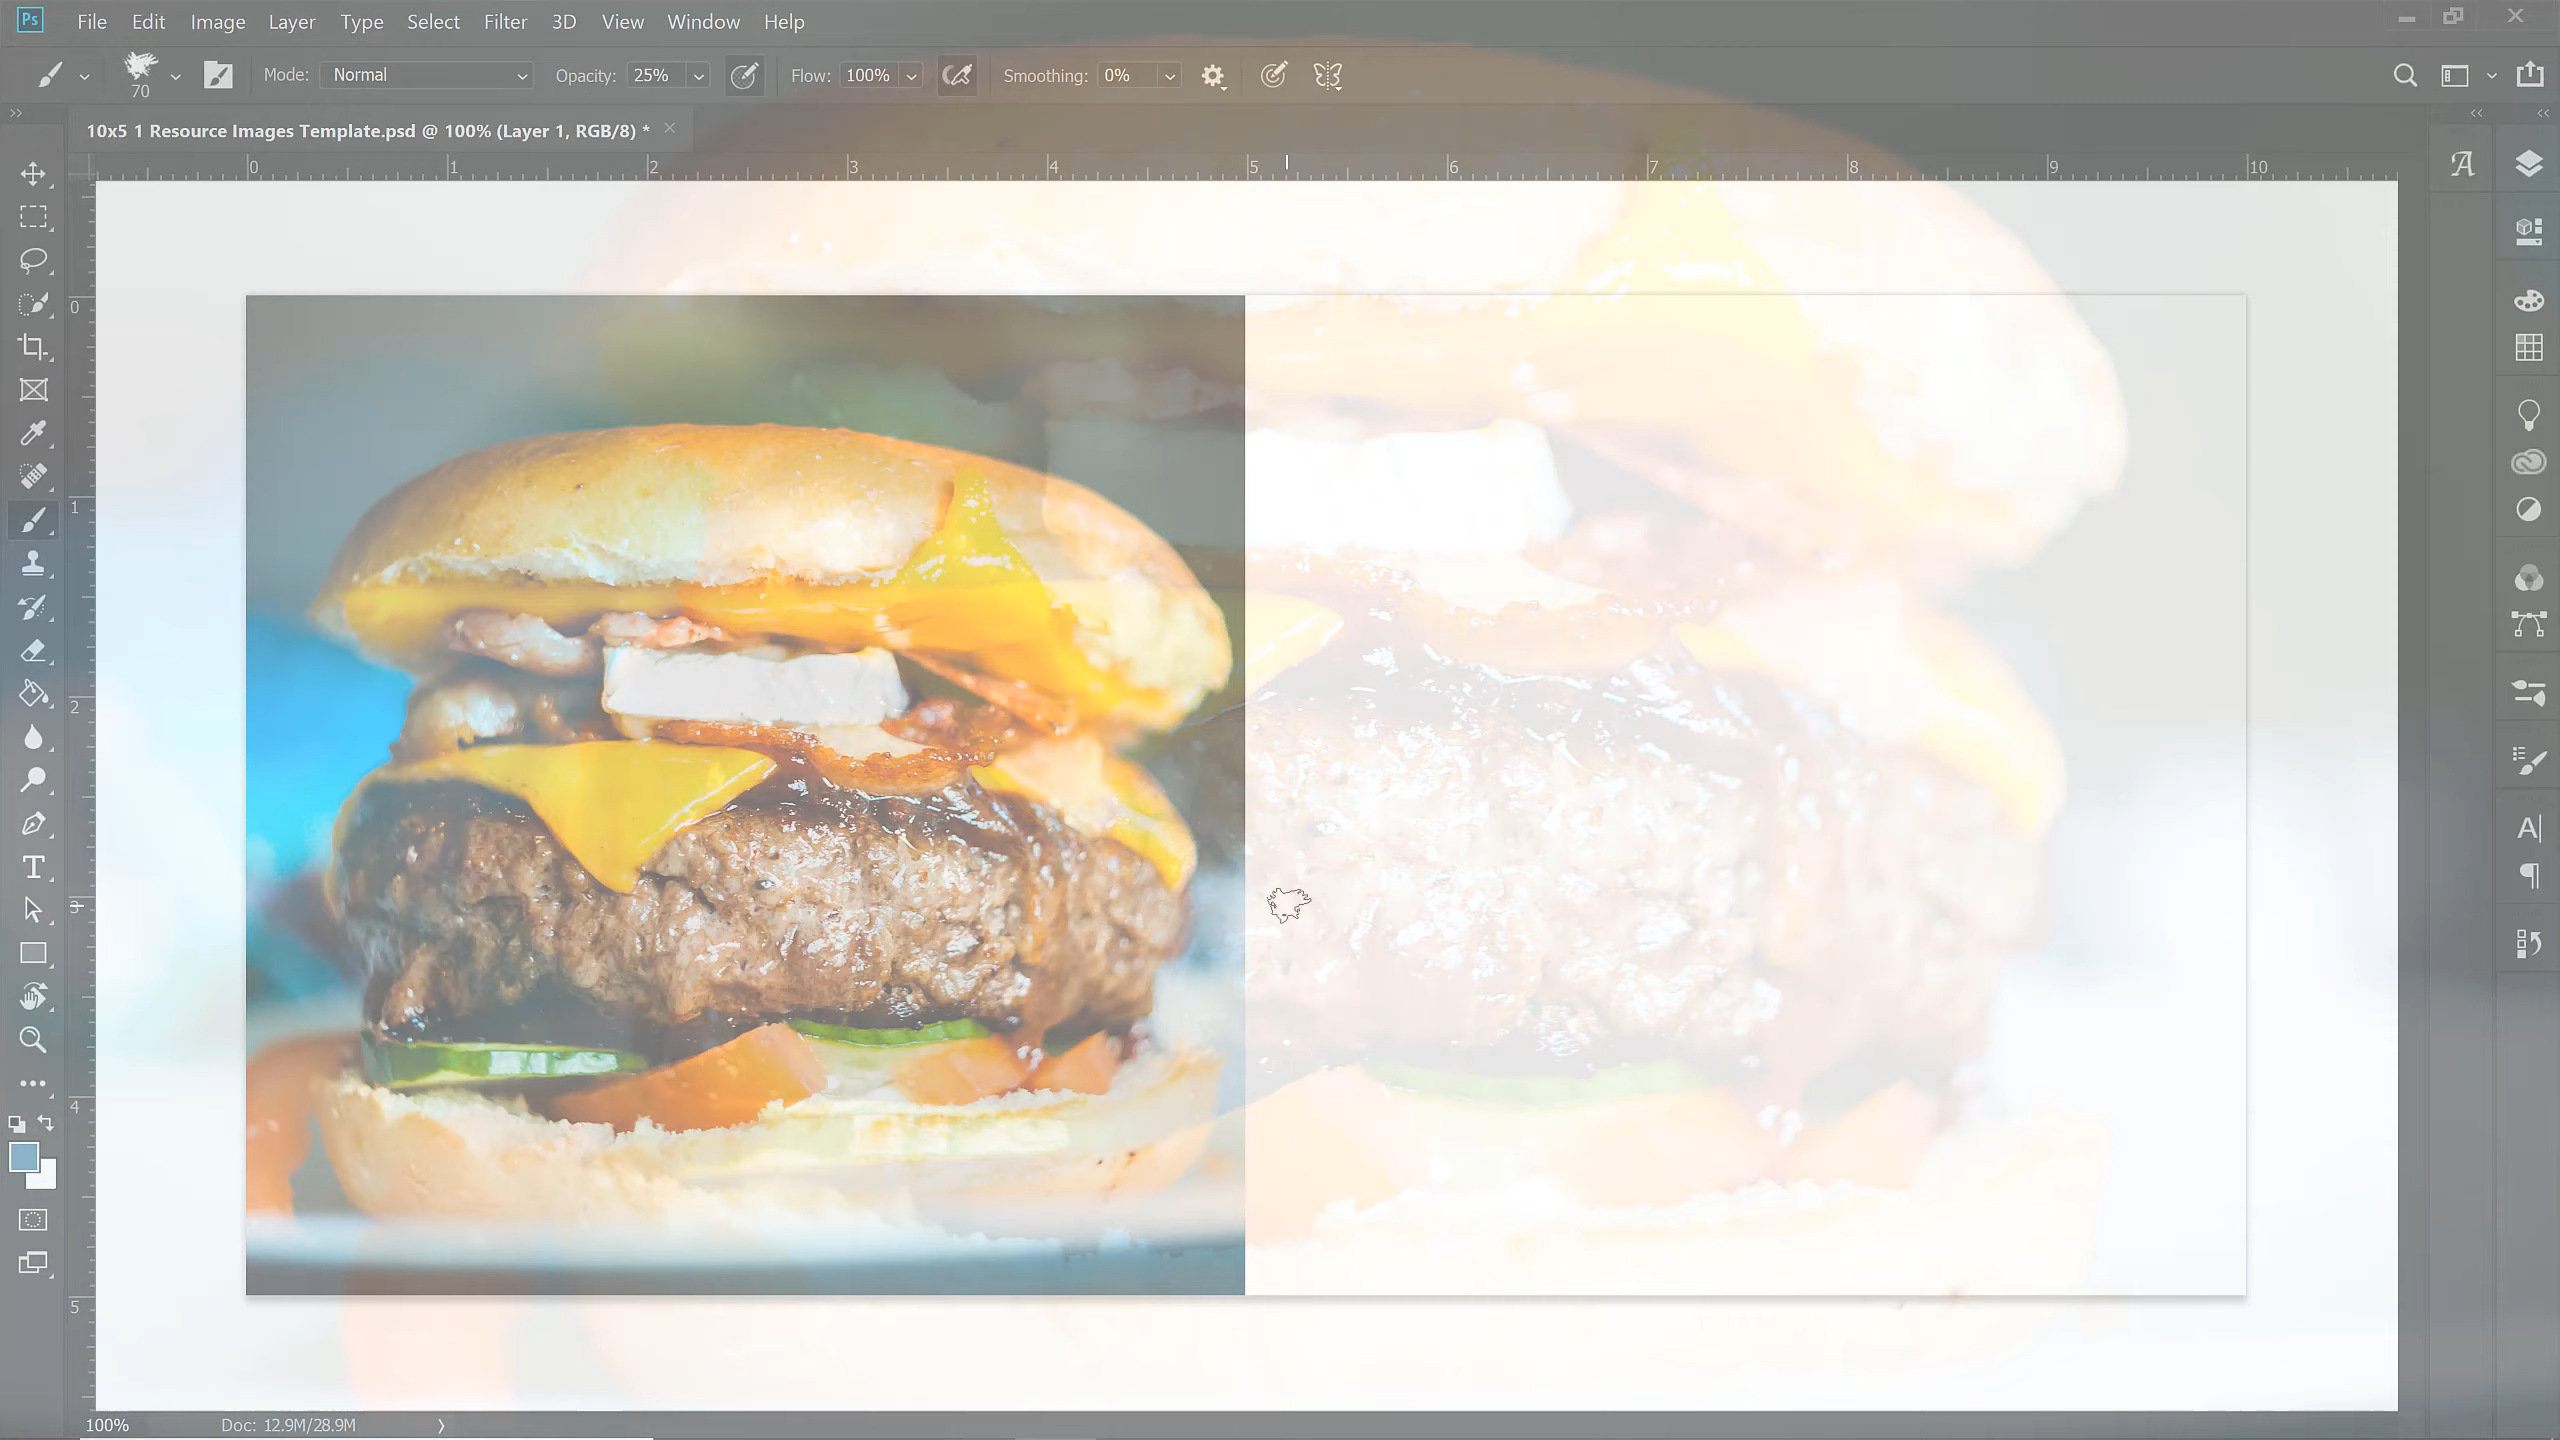 Ps File Edit Image Layer Type Select Filter 3D View Window Help
70 Mode: Normal Opacity: 25% Flow: 100% Smoothing: 0%
10x5 1 Resource Images Template.psd @ 100% (Layer 1, RGB/8) *
0 1 2 3 4 5 6 7 8 9 10
0
1
2
3
4
5
100% Doc: 12.9M/28.9M